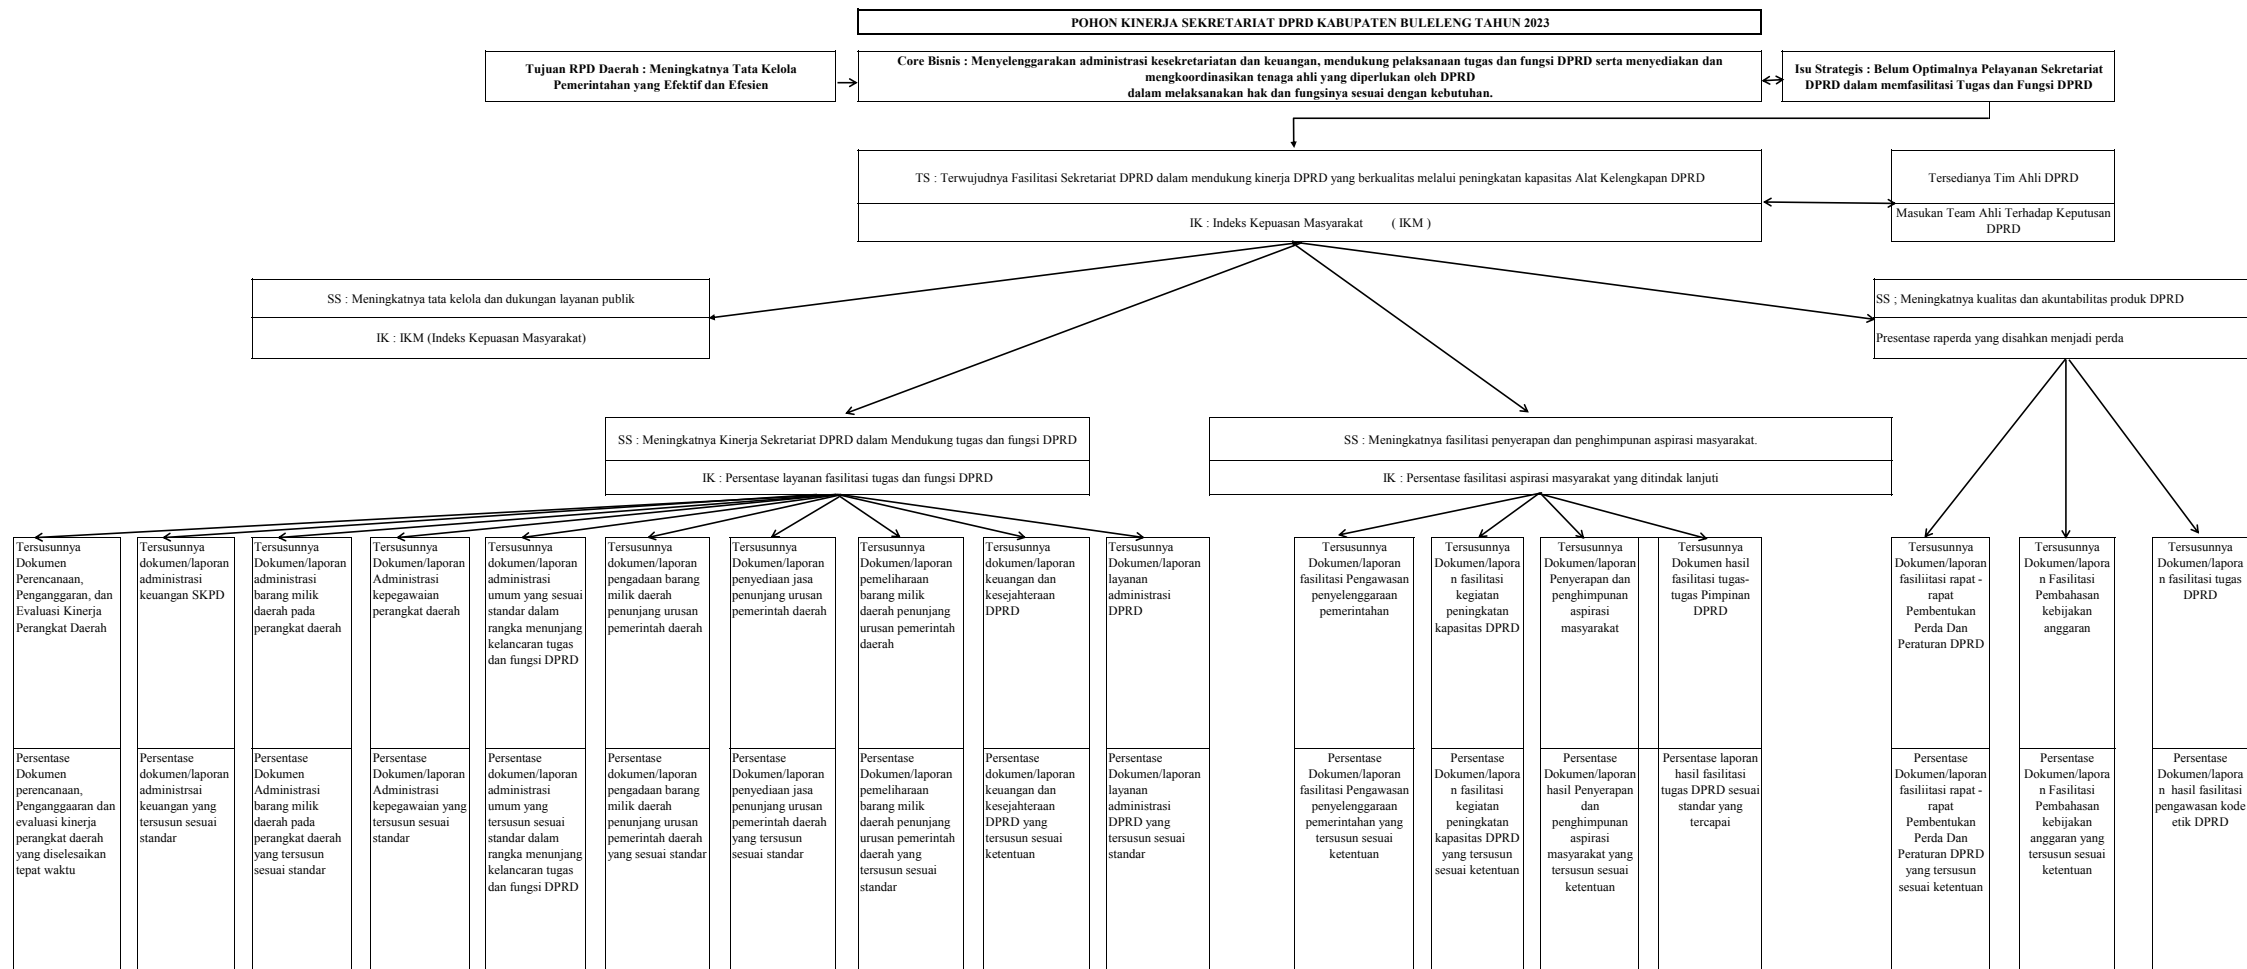 POHON KINERJA SEKRETARIAT DPRD KABUPATEN BULELENG TAHUN 2023
Tujuan RPD Daerah : Meningkatnya Tata Kelola
Pemerintahan yang Efektif dan Efesien
Core Bisnis : Menyelenggarakan administrasi kesekretariatan dan keuangan, mendukung pelaksanaan tugas dan fungsi DPRD serta menyediakan dan
mengkoordinasikan tenaga ahli yang diperlukan oleh DPRD
dalam melaksanakan hak dan fungsinya sesuai dengan kebutuhan.
Isu Strategis : Belum Optimalnya Pelayanan Sekretariat
DPRD dalam memfasilitasi Tugas dan Fungsi DPRD
TS : Terwujudnya Fasilitasi Sekretariat DPRD dalam mendukung kinerja DPRD yang berkualitas melalui peningkatan kapasitas Alat Kelengkapan DPRD
IK : Indeks Kepuasan Masyarakat ( IKM )
Tersedianya Tim Ahli DPRD
Masukan Team Ahli Terhadap Keputusan
DPRD
SS : Meningkatnya tata kelola dan dukungan layanan publik
IK : IKM (Indeks Kepuasan Masyarakat)
SS ; Meningkatnya kualitas dan akuntabilitas produk DPRD
Presentase raperda yang disahkan menjadi perda
SS : Meningkatnya Kinerja Sekretariat DPRD dalam Mendukung tugas dan fungsi DPRD
IK : Persentase layanan fasilitasi tugas dan fungsi DPRD
SS : Meningkatnya fasilitasi penyerapan dan penghimpunan aspirasi masyarakat.
IK : Persentase fasilitasi aspirasi masyarakat yang ditindak lanjuti
Tersusunnya
Dokumen
Perencanaan,
Penganggaran, dan
Evaluasi Kinerja
Perangkat Daerah
Tersusunnya
dokumen/laporan
administrasi
keuangan SKPD
Tersusunnya
Dokumen/laporan
administrasi
barang milik
daerah pada
perangkat daerah
Tersusunnya
Dokumen/laporan
Administrasi
kepegawaian
perangkat daerah
Tersusunnya
dokumen/laporan
administrasi
umum yang sesuai
standar dalam
rangka menunjang
kelancaran tugas
dan fungsi DPRD
Tersusunnya
dokumen/laporan
pengadaan barang
milik daerah
penunjang urusan
pemerintah daerah
Tersusunnya
Dokumen/laporan
penyediaan jasa
penunjang urusan
pemerintah daerah
Tersusunnya
Dokumen/laporan
pemeliharaan
barang milik
daerah penunjang
urusan pemerintah
daerah
Tersusunnya
dokumen/laporan
keuangan dan
kesejahteraan
DPRD
Tersusunnya
Dokumen/laporan
layanan
administrasi
DPRD
Tersusunnya
Dokumen/laporan
fasilitasi Pengawasan
penyelenggaraan
pemerintahan
Tersusunnya
Dokumen/lapora
n fasilitasi
kegiatan
peningkatan
kapasitas DPRD
Tersusunnya
Dokumen/laporan
Penyerapan dan
penghimpunan
aspirasi
masyarakat
Tersusunnya
Dokumen hasil
fasilitasi tugas-
tugas Pimpinan
DPRD
Tersusunnya
Dokumen/laporan
fasiliitasi rapat -
rapat
Pembentukan
Perda Dan
Peraturan DPRD
Tersusunnya
Dokumen/lapora
n Fasilitasi
Pembahasan
kebijakan
anggaran
Tersusunnya
Dokumen/lapora
n fasilitasi tugas
DPRD
Persentase
Dokumen
perencanaan,
Penganggaaran dan
evaluasi kinerja
perangkat daerah
yang diselesaikan
tepat waktu
Persentase
dokumen/laporan
administrsai
keuangan yang
tersusun sesuai
standar
Persentase
Dokumen
Administrasi
barang milik
daerah pada
perangkat daerah
yang tersusun
sesuai standar
Persentase
Dokumen/laporan
Administrasi
kepegawaian yang
tersusun sesuai
standar
Persentase
dokumen/laporan
administrasi
umum yang
tersusun sesuai
standar dalam
rangka menunjang
kelancaran tugas
dan fungsi DPRD
Persentase
dokumen/laporan
pengadaan barang
milik daerah
penunjang urusan
pemerintah daerah
yang sesuai standar
Persentase
Dokumen/laporan
penyediaan jasa
penunjang urusan
pemerintah daerah
yang tersusun
sesuai standar
Persentase
Dokumen/laporan
pemeliharaan
barang milik
daerah penunjang
urusan pemerintah
daerah yang
tersusun sesuai
standar
Persentase
dokumen/laporan
keuangan dan
kesejahteraan
DPRD yang
tersusun sesuai
ketentuan
Persentase
Dokumen/laporan
layanan
administrasi
DPRD yang
tersusun sesuai
standar
Persentase
Dokumen/laporan
fasilitasi Pengawasan
penyelenggaraan
pemerintahan yang
tersusun sesuai
ketentuan
Persentase
Dokumen/lapora
n fasilitasi
kegiatan
peningkatan
kapasitas DPRD
yang tersusun
sesuai ketentuan
Persentase
Dokumen/laporan
hasil Penyerapan
dan
penghimpunan
aspirasi
masyarakat yang
tersusun sesuai
ketentuan
Persentase laporan
hasil fasilitasi
tugas DPRD sesuai
standar yang
tercapai
Persentase
Dokumen/laporan
fasiliitasi rapat -
rapat
Pembentukan
Perda Dan
Peraturan DPRD
yang tersusun
sesuai ketentuan
Persentase
Dokumen/lapora
n Fasilitasi
Pembahasan
kebijakan
anggaran yang
tersusun sesuai
ketentuan
Persentase
Dokumen/lapora
n hasil fasilitasi
pengawasan kode
etik DPRD